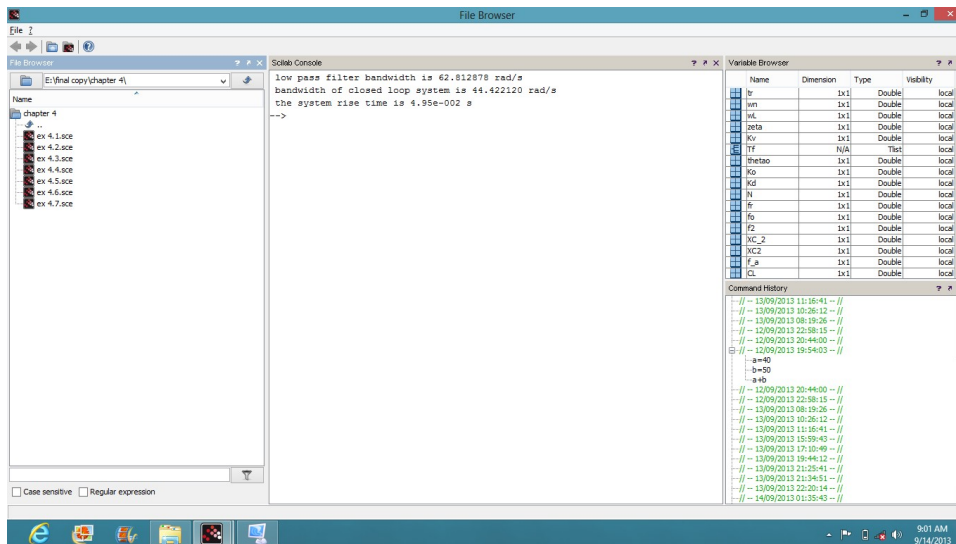 File Browser
File ?
File Browser
E:\final copy\chapter 4\
Name
chapter 4
..
ex 4.1.sce
ex 4.2.sce
ex 4.3.sce
ex 4.4.sce
ex 4.5.sce
ex 4.6.sce
ex 4.7.sce
Case sensitive Regular expression
Scilab Console
low pass filter bandwidth is 62.812878 rad/s
bandwidth of closed loop system is 44.422120 rad/s
the system rise time is 4.95e-002 s
-->
Variable Browser
Name Dimension Type Visibility
tr 1x1 Double local
wn 1x1 Double local
wL 1x1 Double local
zeta 1x1 Double local
Kv 1x1 Double local
Tf N/A Tlist local
thetao 1x1 Double local
Ko 1x1 Double local
Kd 1x1 Double local
N 1x1 Double local
fr 1x1 Double local
fo 1x1 Double local
f2 1x1 Double local
XC_2 1x1 Double local
XC2 1x1 Double local
f_a 1x1 Double local
CL 1x1 Double local
Command History
// -- 13/09/2013 11:16:41 -- //
// -- 13/09/2013 10:26:12 -- //
// -- 13/09/2013 08:19:26 -- //
// -- 12/09/2013 22:58:15 -- //
// -- 12/09/2013 20:44:00 -- //
// -- 12/09/2013 19:54:03 -- //
a=40
b=50
a+b
// -- 12/09/2013 20:44:00 -- //
// -- 12/09/2013 22:58:15 -- //
// -- 13/09/2013 08:19:26 -- //
// -- 13/09/2013 10:26:12 -- //
// -- 13/09/2013 11:16:41 -- //
// -- 13/09/2013 15:59:43 -- //
// -- 13/09/2013 17:10:49 -- //
// -- 13/09/2013 19:44:12 -- //
// -- 13/09/2013 21:25:41 -- //
// -- 13/09/2013 21:34:51 -- //
// -- 13/09/2013 22:20:14 -- //
// -- 14/09/2013 01:35:43 -- //
9:01 AM
9/14/2013